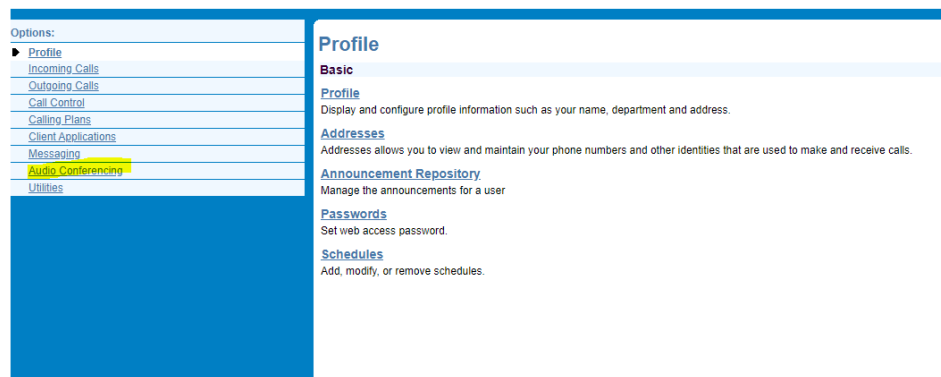 Options:
Profile
Incoming Calls
Outgoing Calls
Call Control
Calling Plans
Client Applications
Messaging
Audio Conferencing
Utilities
Profile
Basic
Profile
Display and configure profile information such as your name, department and address.
Addresses
Addresses allows you to view and maintain your phone numbers and other identities that are used to make and receive calls.
Announcement Repository
Manage the announcements for a user
Passwords
Set web access password.
Schedules
Add, modify, or remove schedules.